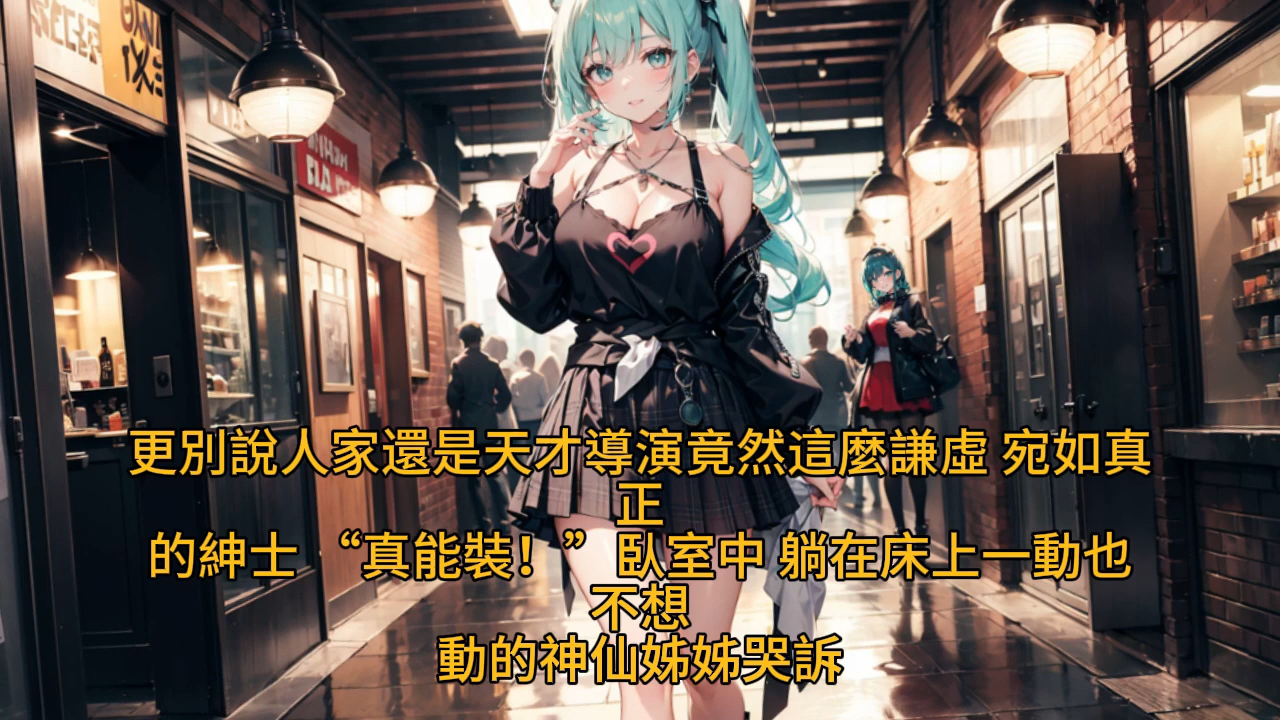 更別說人家還是天才導演竟然這麼謙虛 宛如真
正
的紳士 “真能裝！”臥室中 躺在床上一動也
不想
動的神仙姊姊哭訴